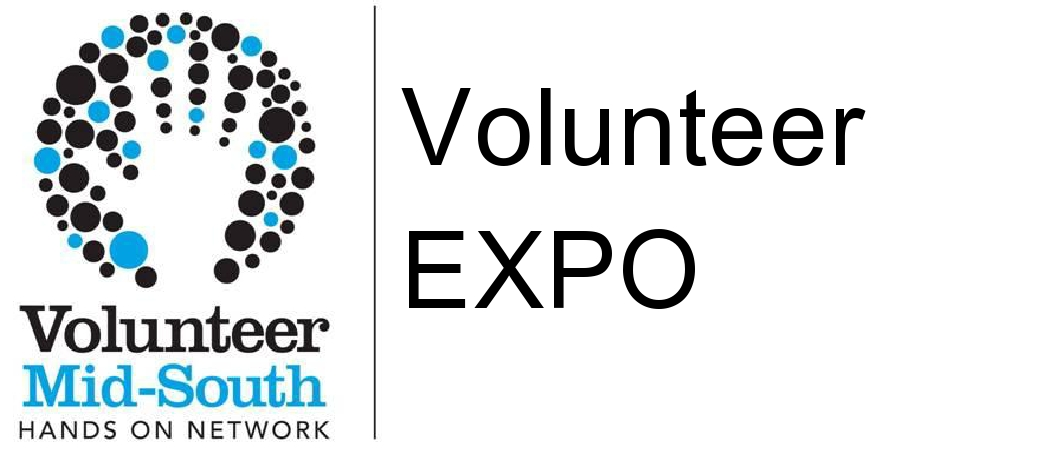 Volunteer
Mid-South
HANDS ON NETWORK
Volunteer
EXPO